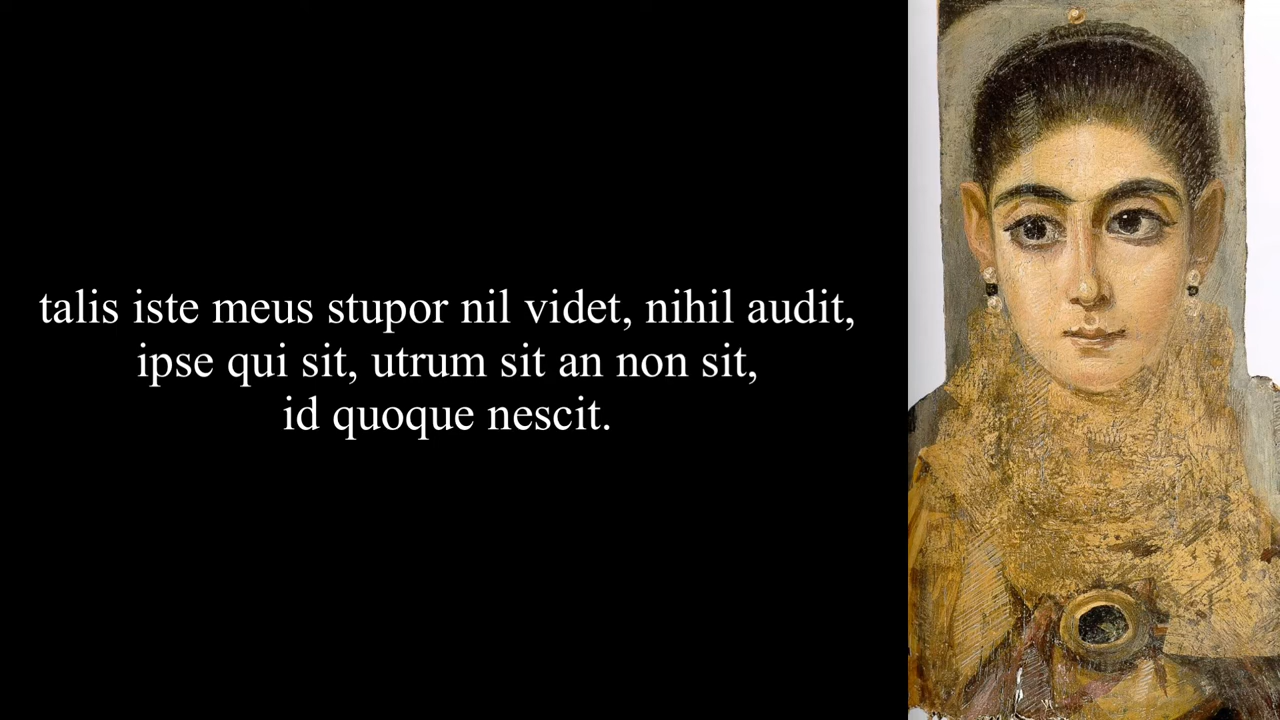 talis iste meus stupor nil videt, nihil audit,
ipse qui sit, utrum sit an non sit,
id quoque nescit.